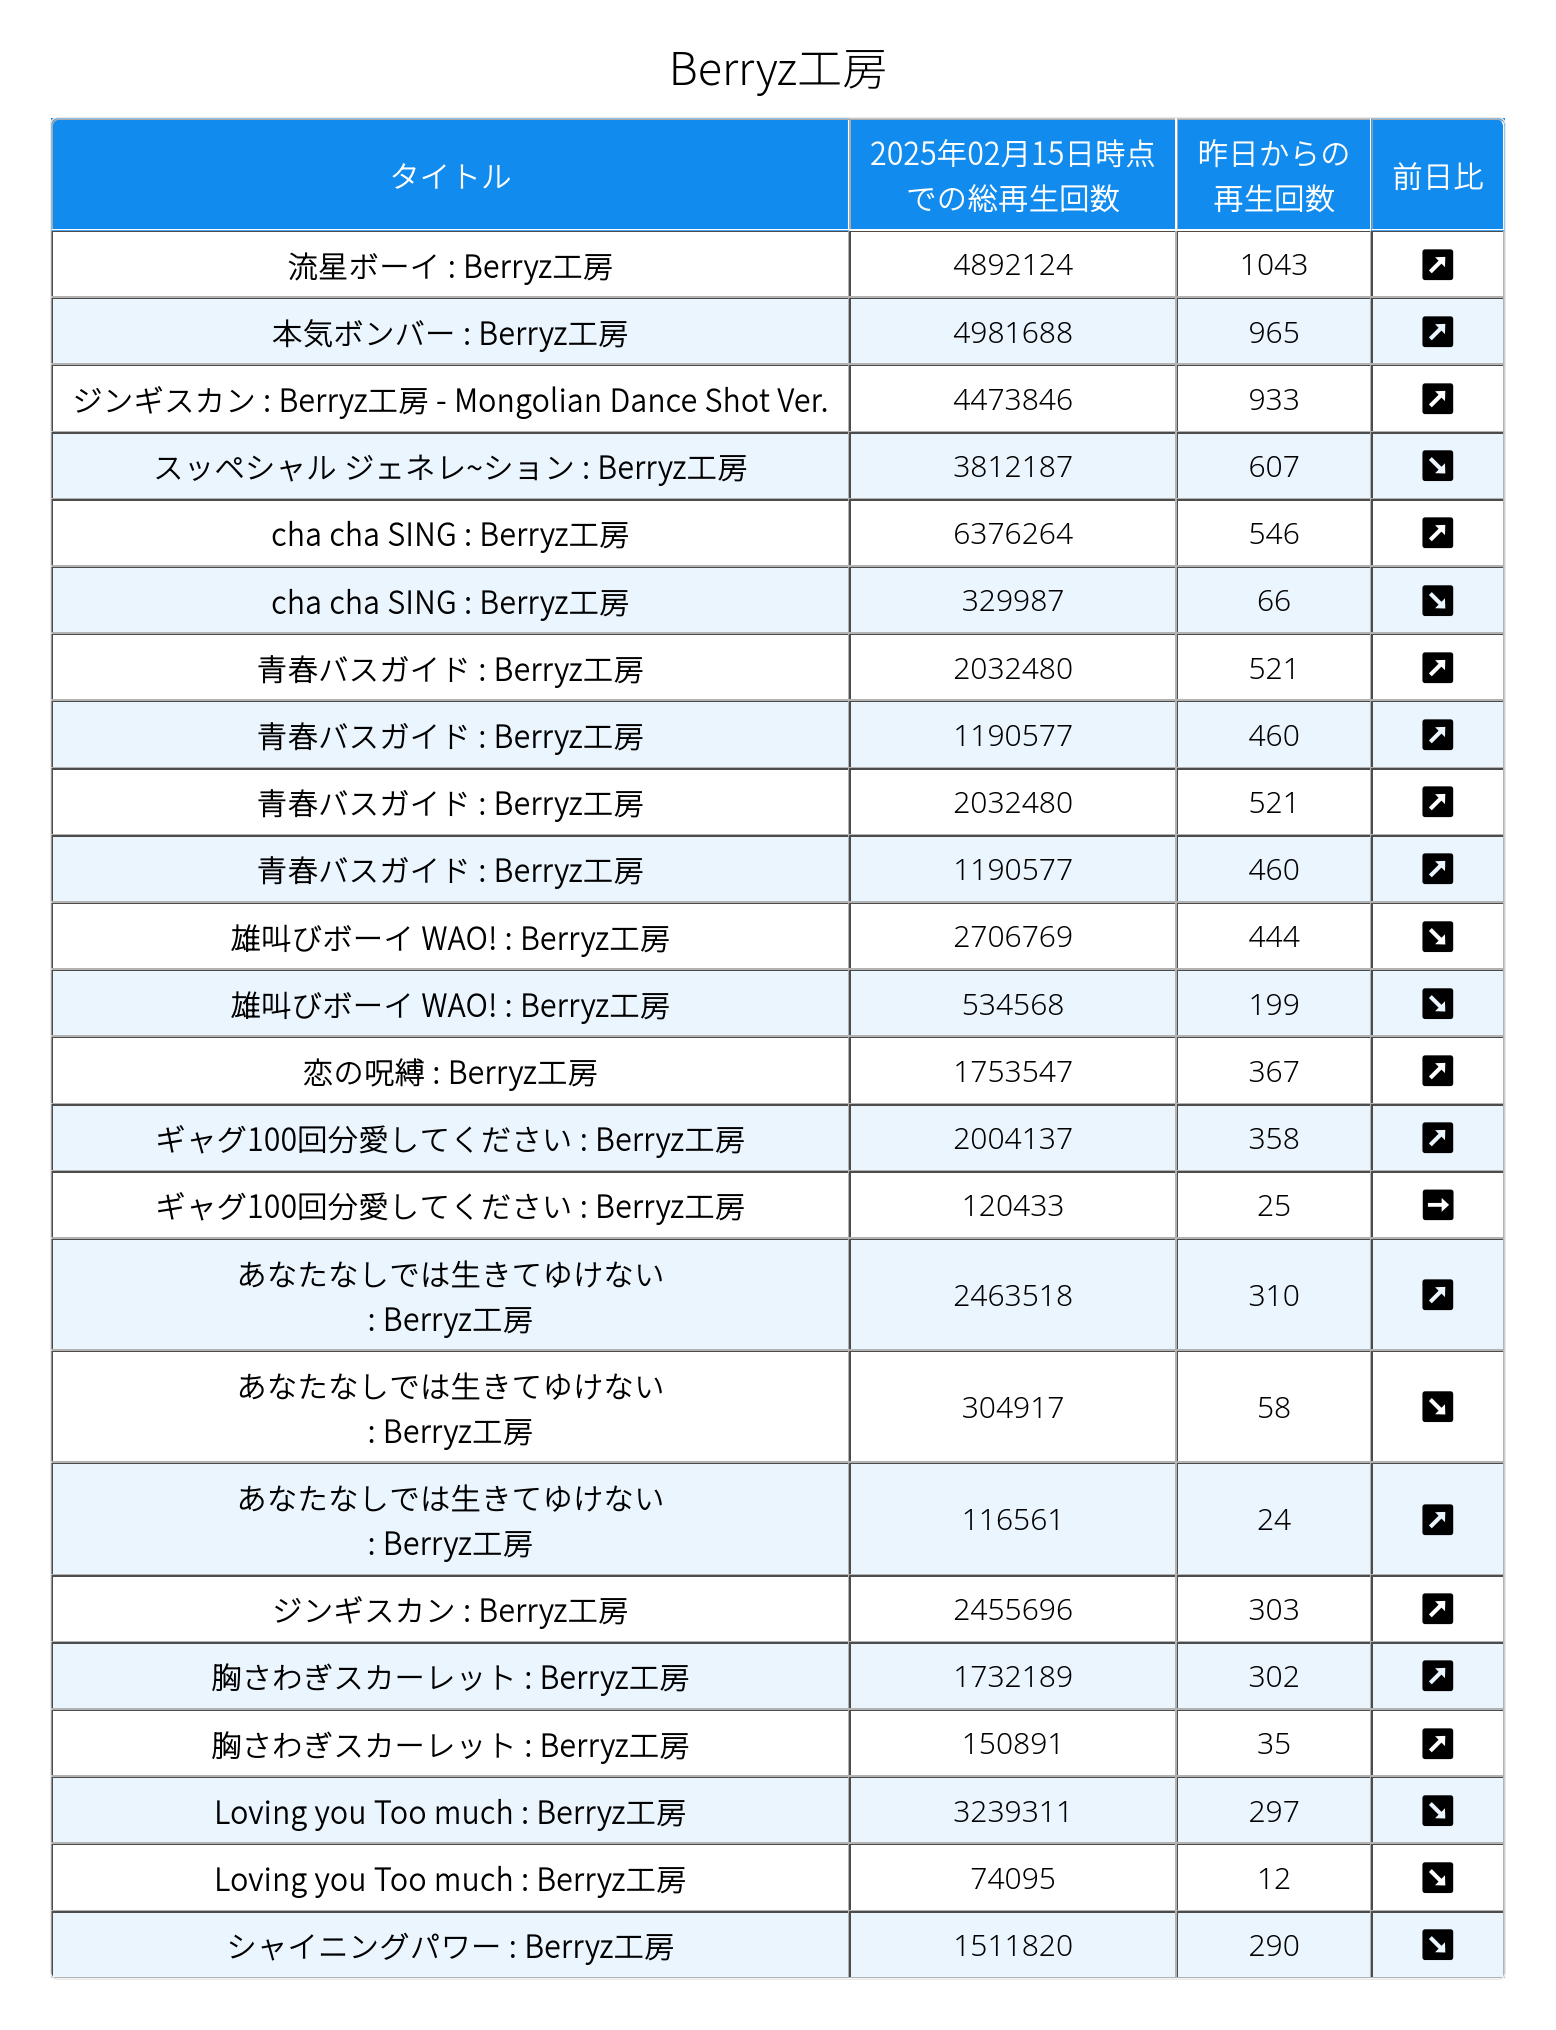 Berryz工房
タイトル 2025年02月15日時点 昨日からの 前日比
での総再生回数 再生回数
流星ボーイ : Berryz工房 4892124 1043 ↗
本気ボンバー : Berryz工房 4981688 965 ↗
ジンギスカン : Berryz工房 - Mongolian Dance Shot Ver. 4473846 933 ↗
スッペシャル ジェネレ~ション : Berryz工房 3812187 607 ↘
cha cha SING : Berryz工房 6376264 546 ↗
cha cha SING : Berryz工房 329987 66 ↘
青春バスガイド : Berryz工房 2032480 521 ↗
青春バスガイド : Berryz工房 1190577 460 ↗
青春バスガイド : Berryz工房 2032480 521 ↗
青春バスガイド : Berryz工房 1190577 460 ↗
雄叫びボーイ WAO! : Berryz工房 2706769 444 ↘
雄叫びボーイ WAO! : Berryz工房 534568 199 ↘
恋の呪縛 : Berryz工房 1753547 367 ↗
ギャグ100回分愛してください : Berryz工房 2004137 358 ↗
ギャグ100回分愛してください : Berryz工房 120433 25 →
あなたなしでは生きてゆけない
: Berryz工房 2463518 310 ↗
あなたなしでは生きてゆけない
: Berryz工房 304917 58 ↘
あなたなしでは生きてゆけない
: Berryz工房 116561 24 ↗
ジンギスカン : Berryz工房 2455696 303 ↗
胸さわぎスカーレット : Berryz工房 1732189 302 ↗
胸さわぎスカーレット : Berryz工房 150891 35 ↗
Loving you Too much : Berryz工房 3239311 297 ↘
Loving you Too much : Berryz工房 74095 12 ↘
シャイニングパワー : Berryz工房 1511820 290 ↘